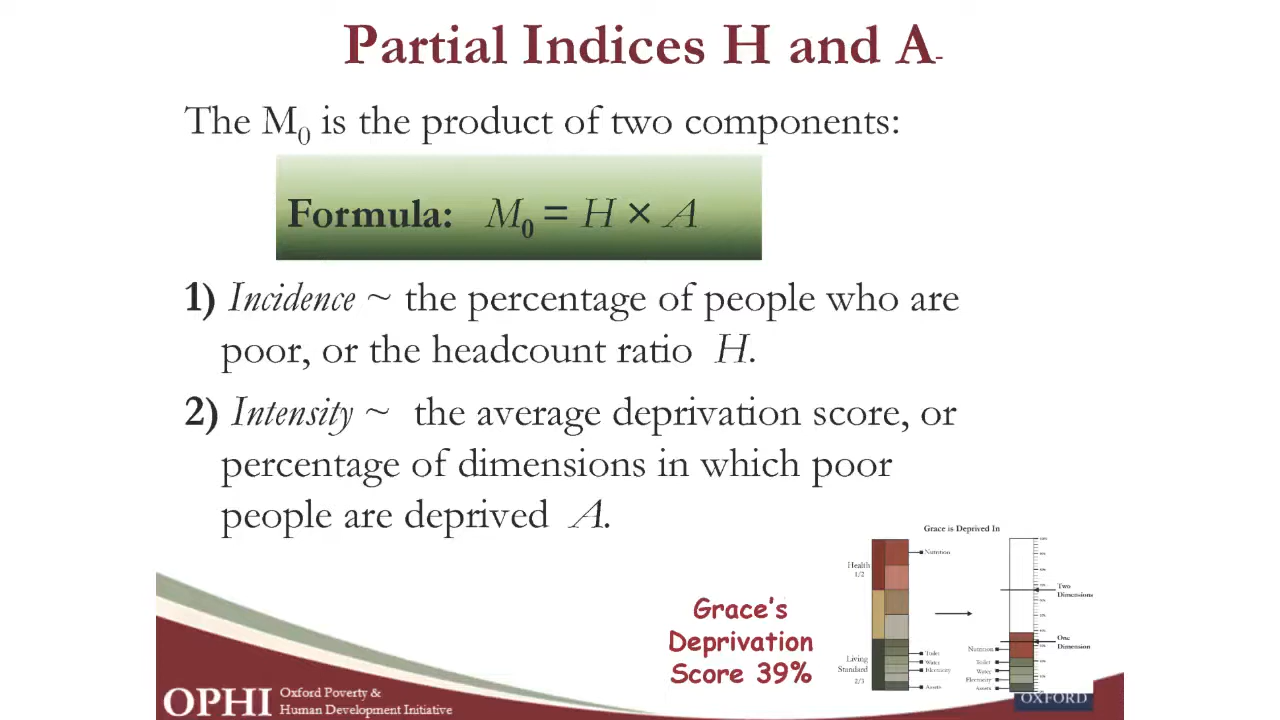 Partial Indices H and A-
The M0 is the product of two components:
Formula: M0 = H × A
1) Incidence ~ the percentage of people who are
poor, or the headcount ratio H.
2) Intensity ~ the average deprivation score, or
percentage of dimensions in which poor
people are deprived A.
Grace's
Deprivation
Score 39%
Grace is Deprived In
Nutrition
Health
1/2
Toilet
Water
Electricity
Living
Standard
2/3
Assets
Two
Dimensions
One
Dimension
Nutrition
Toilet
Water
Electricity
Assets
OPHI
Oxford Poverty &
Human Development Initiative
OXFORD